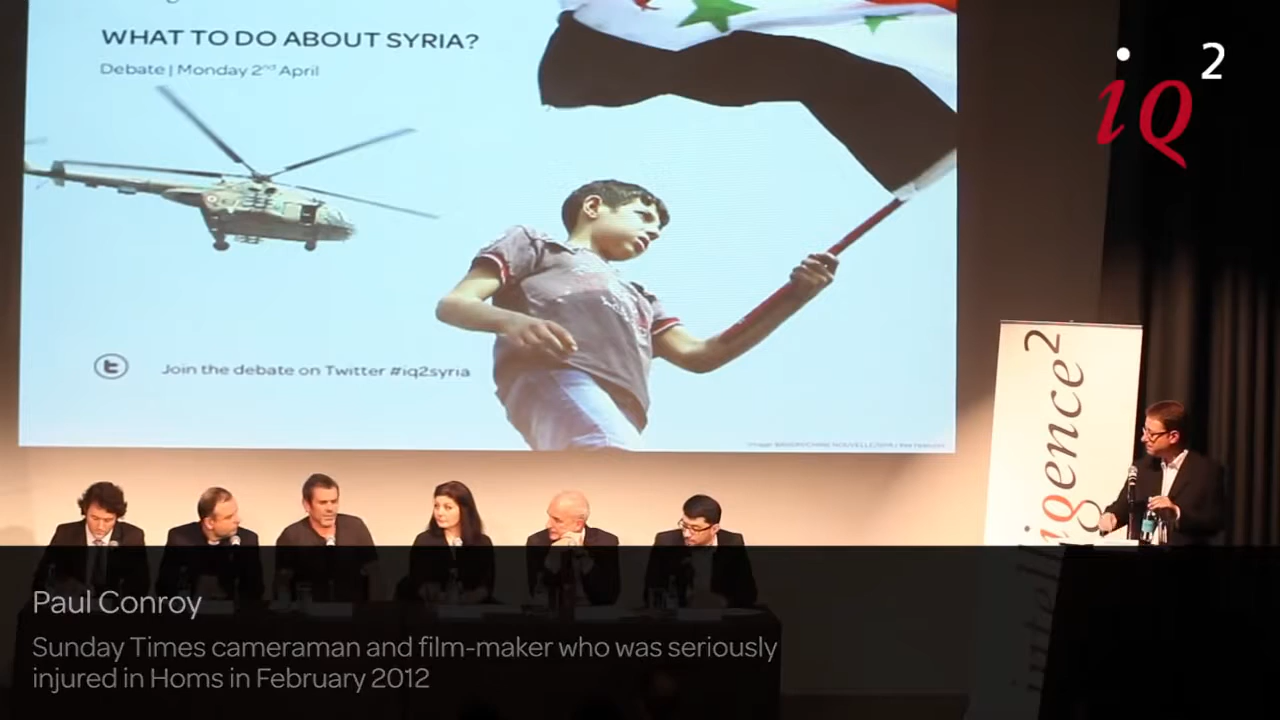 WHAT TO DO ABOUT SYRIA?
Debate | Monday 2nd April
iQ2
Join the debate on Twitter #iq2syria
intelligence2
Paul Conroy
Sunday Times cameraman and film-maker who was seriously
injured in Homs in February 2012